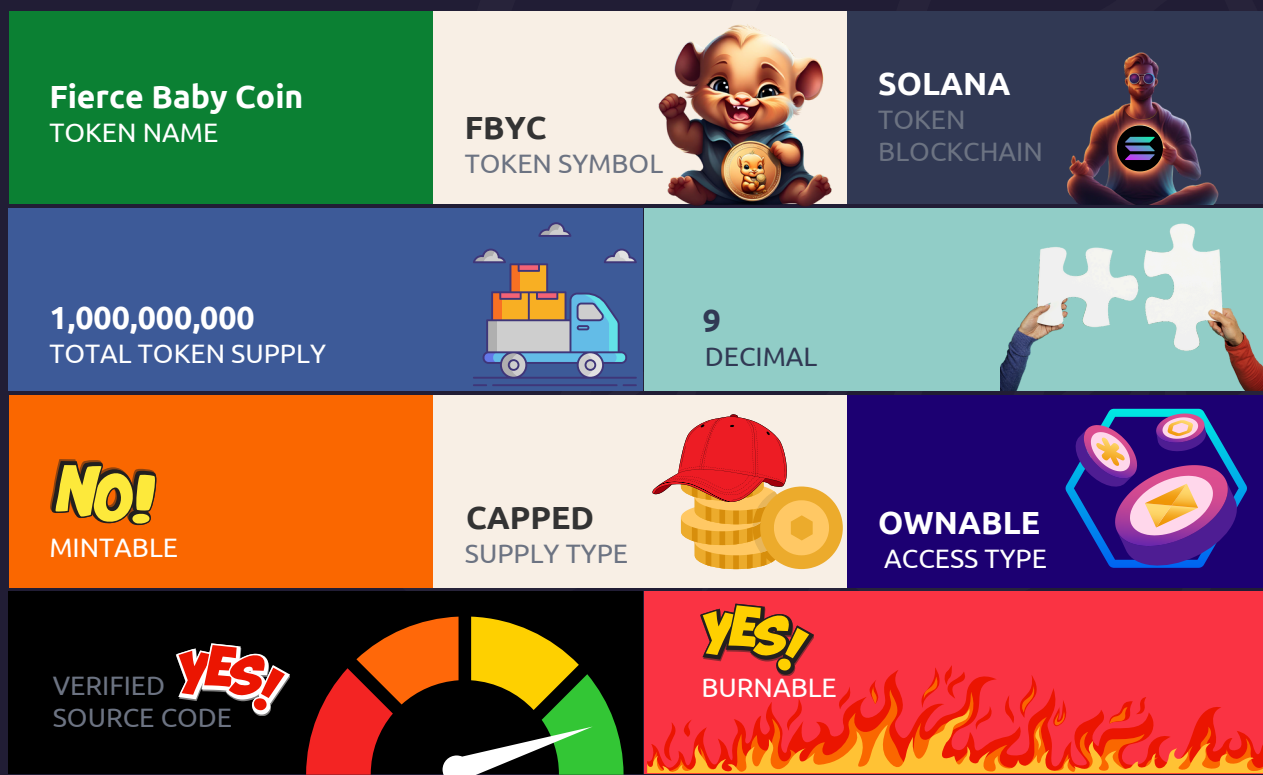 Fierce Baby Coin
TOKEN NAME
FBYC
TOKEN SYMBOL
SOLANA
TOKEN
BLOCKCHAIN
1,000,000,000
TOTAL TOKEN SUPPLY
9
DECIMAL
NO!
MINTABLE
CAPPED
SUPPLY TYPE
OWNABLE
ACCESS TYPE
VERIFIED YES!
SOURCE CODE
YES!
BURNABLE